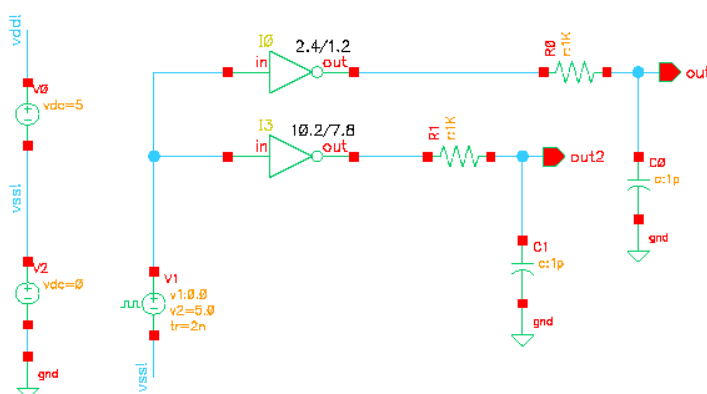 vdd!
V0
vdc=5
vss!
V2
vdc=0
gnd
I0
2.4/1.2
in
out
R0
r:1K
out
C0
c:1p
gnd
I3
10.2/7.8
in
out
R1
r:1K
out2
C1
c:1p
gnd
V1
v1:0.0
v2=5.0
tr=2n
vss!